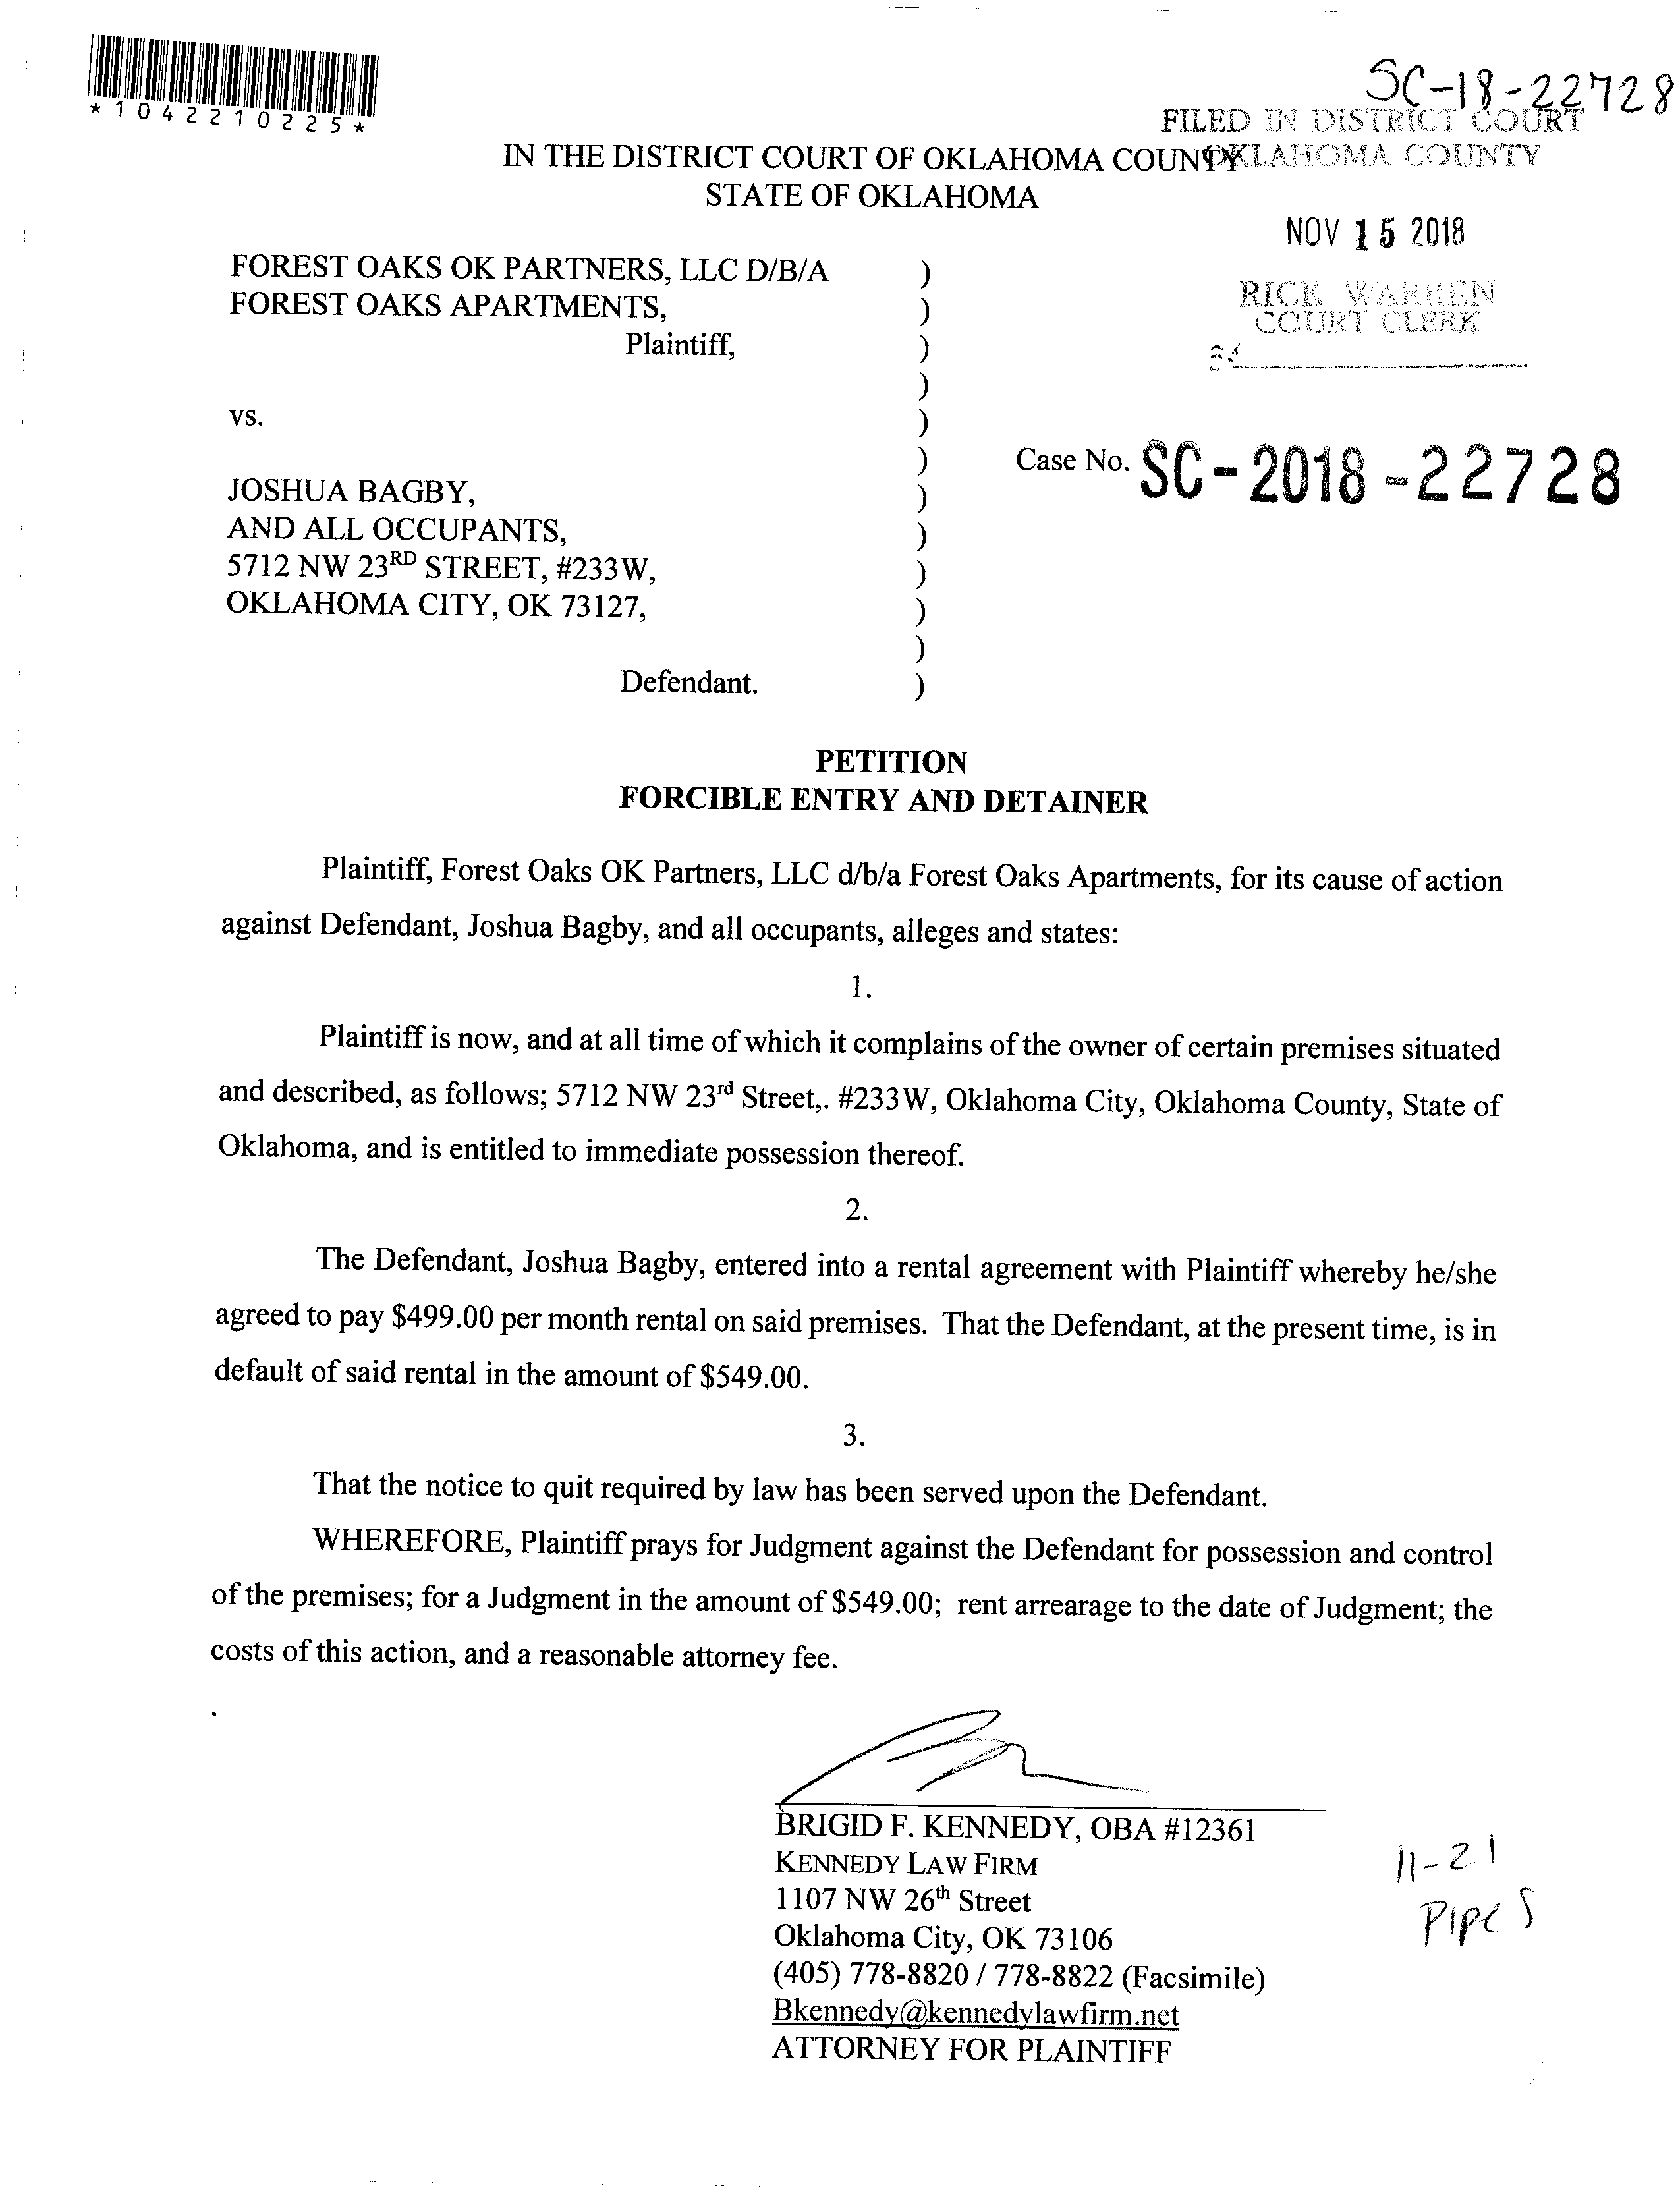 *1042210225*
SC-18-22728
FILED IN DISTRICT COURT
OKLAHOMA COUNTY
IN THE DISTRICT COURT OF OKLAHOMA COUNTY
STATE OF OKLAHOMA
NOV 15 2018
RICK WARREN
COURT CLERK
FOREST OAKS OK PARTNERS, LLC D/B/A )
FOREST OAKS APARTMENTS, )
Plaintiff, )
)
vs. )
) Case No. SC-2018-22728
JOSHUA BAGBY, )
AND ALL OCCUPANTS, )
5712 NW 23RD STREET, #233W, )
OKLAHOMA CITY, OK 73127, )
)
Defendant. )
PETITION
FORCIBLE ENTRY AND DETAINER
Plaintiff, Forest Oaks OK Partners, LLC d/b/a Forest Oaks Apartments, for its cause of action
against Defendant, Joshua Bagby, and all occupants, alleges and states:
1.
Plaintiff is now, and at all time of which it complains of the owner of certain premises situated
and described, as follows; 5712 NW 23rd Street,. #233W, Oklahoma City, Oklahoma County, State of
Oklahoma, and is entitled to immediate possession thereof.
2.
The Defendant, Joshua Bagby, entered into a rental agreement with Plaintiff whereby he/she
agreed to pay $499.00 per month rental on said premises. That the Defendant, at the present time, is in
default of said rental in the amount of $549.00.
3.
That the notice to quit required by law has been served upon the Defendant.
WHEREFORE, Plaintiff prays for Judgment against the Defendant for possession and control
of the premises; for a Judgment in the amount of $549.00; rent arrearage to the date of Judgment; the
costs of this action, and a reasonable attorney fee.
BRIGID F. KENNEDY, OBA #12361
KENNEDY LAW FIRM
1107 NW 26th Street
Oklahoma City, OK 73106
(405) 778-8820 / 778-8822 (Facsimile)
Bkennedy@kennedylawfirm.net
ATTORNEY FOR PLAINTIFF
11-21
Pipes